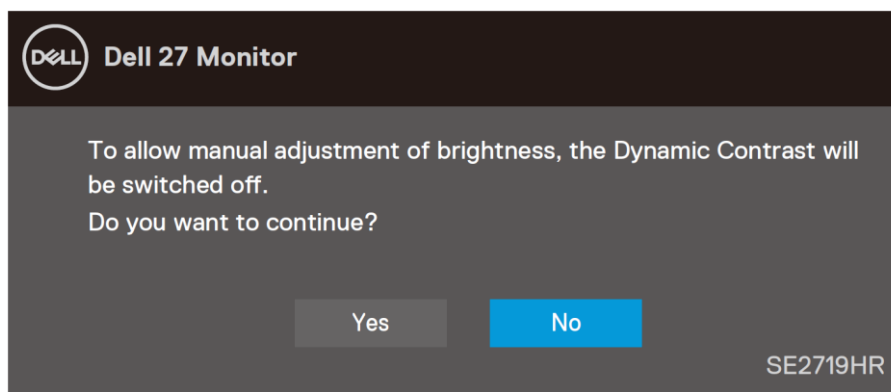 DELL Dell 27 Monitor
To allow manual adjustment of brightness, the Dynamic Contrast will
be switched off.
Do you want to continue?
Yes No
SE2719HR